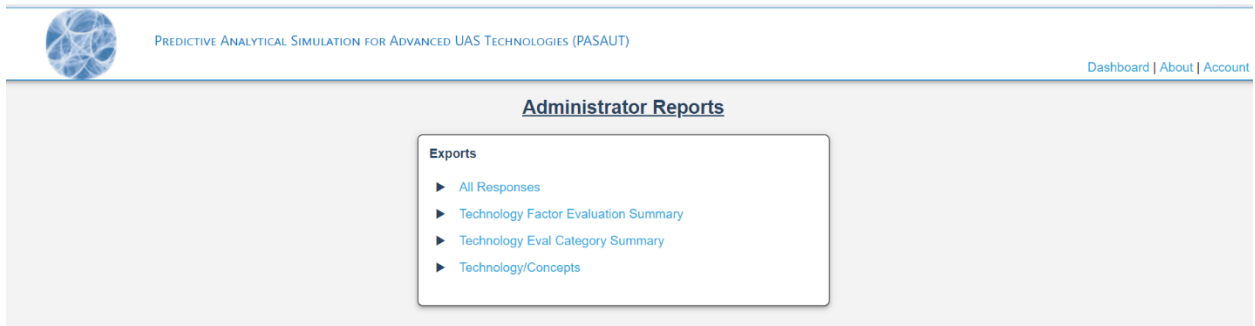 PREDICTIVE ANALYTICAL SIMULATION FOR ADVANCED UAS TECHNOLOGIES (PASAUT)
Dashboard | About | Account
Administrator Reports
Exports
All Responses
Technology Factor Evaluation Summary
Technology Eval Category Summary
Technology/Concepts